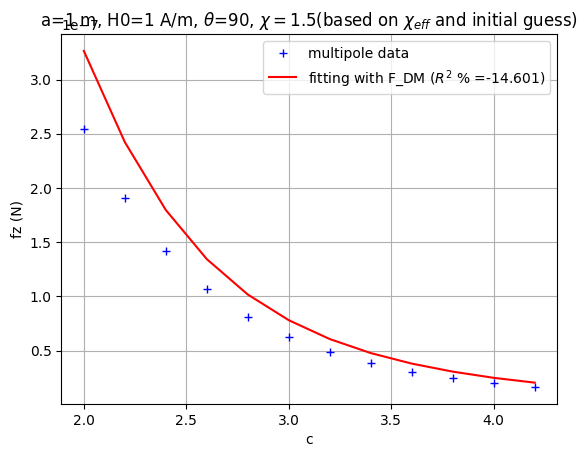 a=1 m, H0=1 A/m, θ=90, χ = 1.5(based on χ_eff and initial guess)
1e−7
multipole data
fitting with F_DM (R² % =-14.601)
3.0
2.5
2.0
1.5
1.0
0.5
fz (N)
2.0 2.5 3.0 3.5 4.0
c